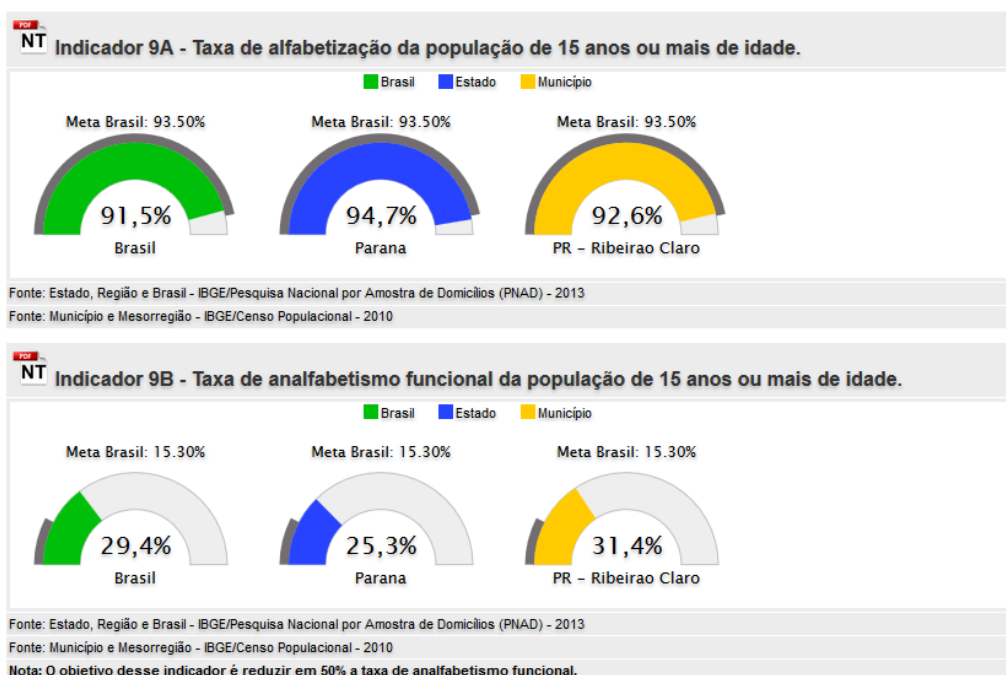 PDF
NT Indicador 9A - Taxa de alfabetização da população de 15 anos ou mais de idade.
Brasil Estado Município
Meta Brasil: 93.50% Meta Brasil: 93.50% Meta Brasil: 93.50%
91,5% 94,7% 92,6%
Brasil Parana PR - Ribeirao Claro
Fonte: Estado, Região e Brasil - IBGE/Pesquisa Nacional por Amostra de Domicílios (PNAD) - 2013
Fonte: Município e Mesorregião - IBGE/Censo Populacional - 2010
PDF
NT Indicador 9B - Taxa de analfabetismo funcional da população de 15 anos ou mais de idade.
Brasil Estado Município
Meta Brasil: 15.30% Meta Brasil: 15.30% Meta Brasil: 15.30%
29,4% 25,3% 31,4%
Brasil Parana PR - Ribeirao Claro
Fonte: Estado, Região e Brasil - IBGE/Pesquisa Nacional por Amostra de Domicílios (PNAD) - 2013
Fonte: Município e Mesorregião - IBGE/Censo Populacional - 2010
Nota: O objetivo desse indicador é reduzir em 50% a taxa de analfabetismo funcional.